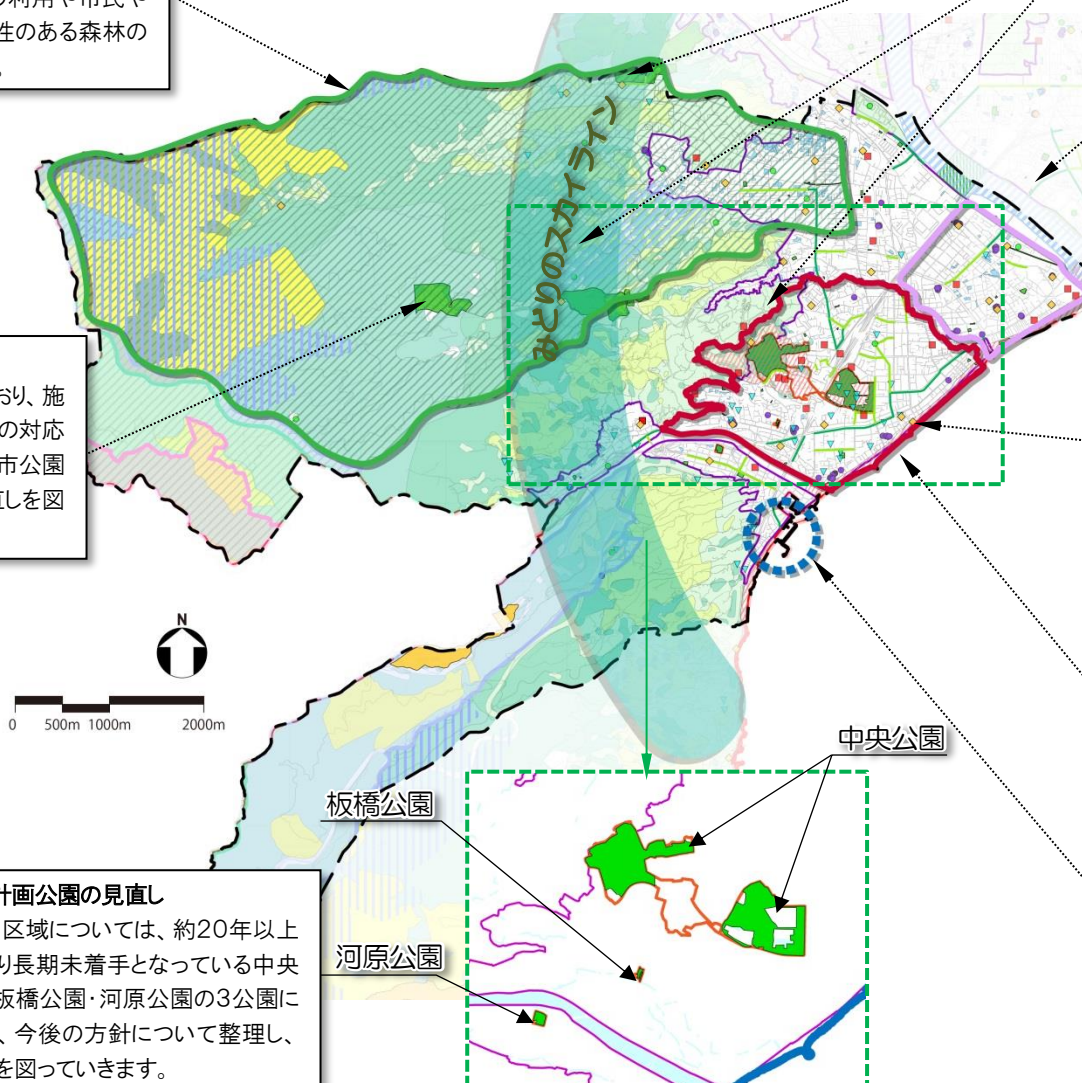 の利用や市民や
性のある森林の
みどりのスカイライン
おり、施
の対応
市公園
直しを図
N
0 500m 1000m 2000m
中央公園
板橋公園
河原公園
計画公園の見直し
区域については、約20年以上
り長期未着手となっている中央
板橋公園・河原公園の3公園に
、今後の方針について整理し、
を図っていきます。